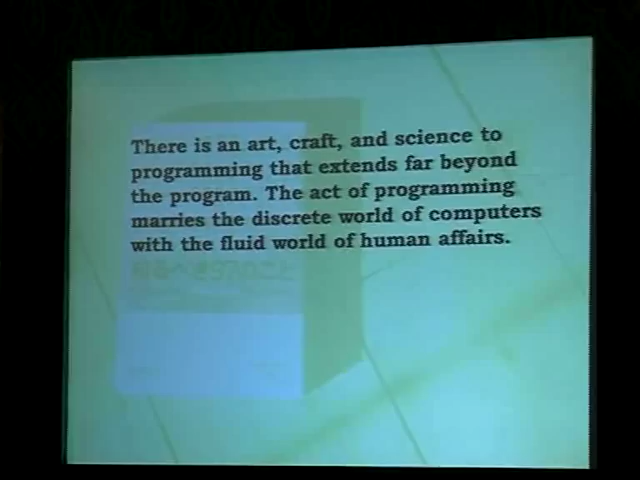 There is an art, craft, and science to
programming that extends far beyond
the program. The act of programming
marries the discrete world of computers
with the fluid world of human affairs.